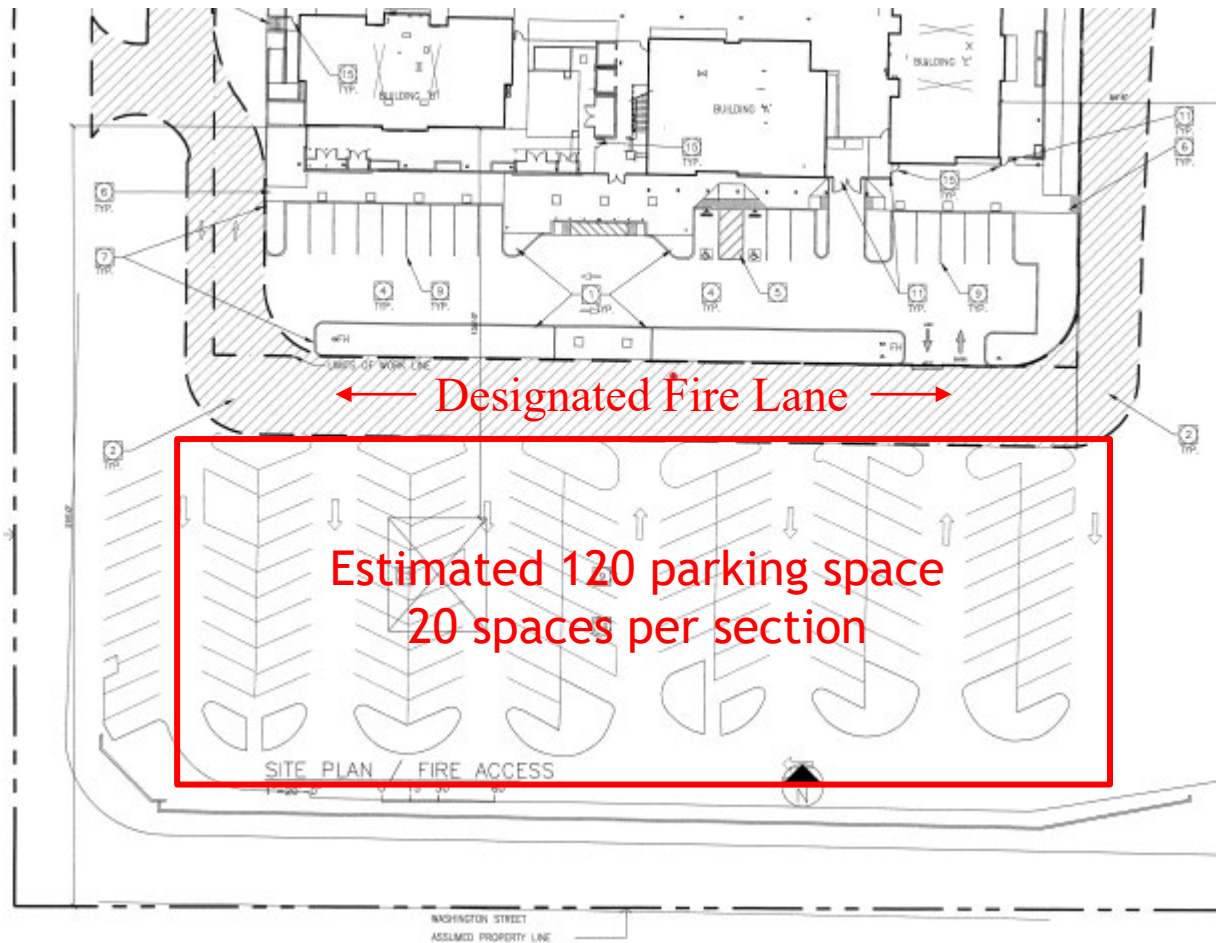 15
TYP.
BUILDING 'B'
BUILDING 'A'
BUILDING 'E'
11
TYP.
6
TYP.
15
TYP.
15
TYP.
6
TYP.
7
TYP.
4
TYP.
9
TYP.
1
TYP.
4
TYP.
5
11
TYP.
9
TYP.
FH
FH
LIMITS OF WORK LINE
Designated Fire Lane
2
TYP.
2
TYP.
Estimated 120 parking space
20 spaces per section
SITE PLAN / FIRE ACCESS
N
WASHINGTON STREET
ASSUMED PROPERTY LINE